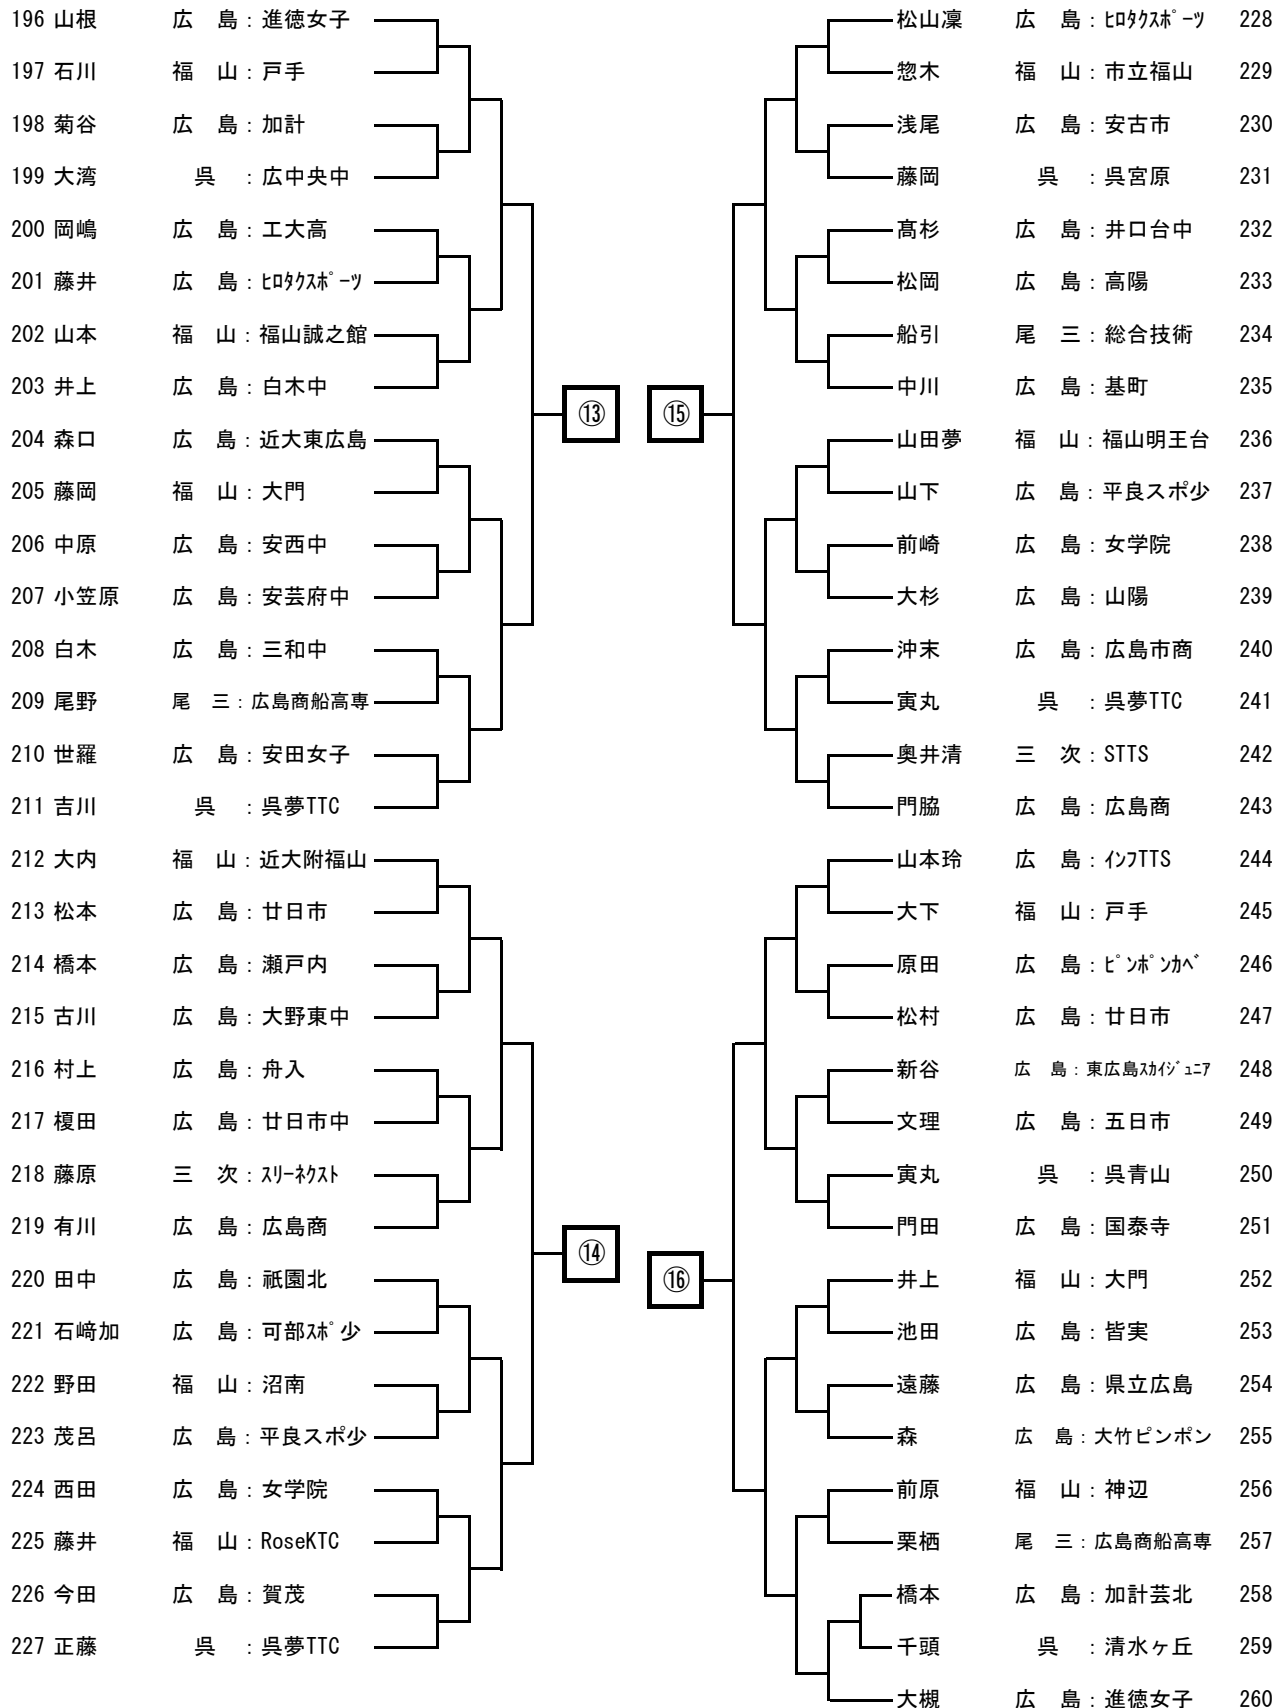 196 山根 広 島：進徳女子
197 石川 福 山：戸手
198 菊谷 広 島：加計
199 大湾 呉 ：広中央中
200 岡嶋 広 島：工大高
201 藤井 広 島：ﾋﾛﾀｸｽﾎﾟｰﾂ
202 山本 福 山：福山誠之館
203 井上 広 島：白木中
⑬
204 森口 広 島：近大東広島
205 藤岡 福 山：大門
206 中原 広 島：安西中
207 小笠原 広 島：安芸府中
208 白木 広 島：三和中
209 尾野 尾 三：広島商船高専
210 世羅 広 島：安田女子
211 吉川 呉 ：呉夢TTC
212 大内 福 山：近大附福山
213 松本 広 島：廿日市
214 橋本 広 島：瀬戸内
215 古川 広 島：大野東中
216 村上 広 島：舟入
217 榎田 広 島：廿日市中
218 藤原 三 次：ｽﾘｰﾈｸｽﾄ
219 有川 広 島：広島商
⑭
220 田中 広 島：祇園北
221 石﨑加 広 島：可部ｽﾎﾟ少
222 野田 福 山：沼南
223 茂呂 広 島：平良スポ少
224 西田 広 島：女学院
225 藤井 福 山：RoseKTC
226 今田 広 島：賀茂
227 正藤 呉 ：呉夢TTC
松山凜 広 島：ﾋﾛﾀｸｽﾎﾟｰﾂ 228
惣木 福 山：市立福山 229
浅尾 広 島：安古市 230
藤岡 呉 ：呉宮原 231
髙杉 広 島：井口台中 232
松岡 広 島：高陽 233
船引 尾 三：総合技術 234
中川 広 島：基町 235
⑮
山田夢 福 山：福山明王台 236
山下 広 島：平良スポ少 237
前崎 広 島：女学院 238
大杉 広 島：山陽 239
沖末 広 島：広島市商 240
寅丸 呉 ：呉夢TTC 241
奥井清 三 次：STTS 242
門脇 広 島：広島商 243
山本玲 広 島：ｲﾝﾌTTS 244
大下 福 山：戸手 245
原田 広 島：ﾋﾟﾝﾎﾟﾝｶﾍﾞ 246
松村 広 島：廿日市 247
新谷 広 島：東広島ｽｶｲｼﾞｭﾆｱ 248
文理 広 島：五日市 249
寅丸 呉 ：呉青山 250
門田 広 島：国泰寺 251
⑯
井上 福 山：大門 252
池田 広 島：皆実 253
遠藤 広 島：県立広島 254
森 広 島：大竹ピンポン 255
前原 福 山：神辺 256
栗栖 尾 三：広島商船高専 257
橋本 広 島：加計芸北 258
千頭 呉 ：清水ヶ丘 259
大槻 広 島：進徳女子 260